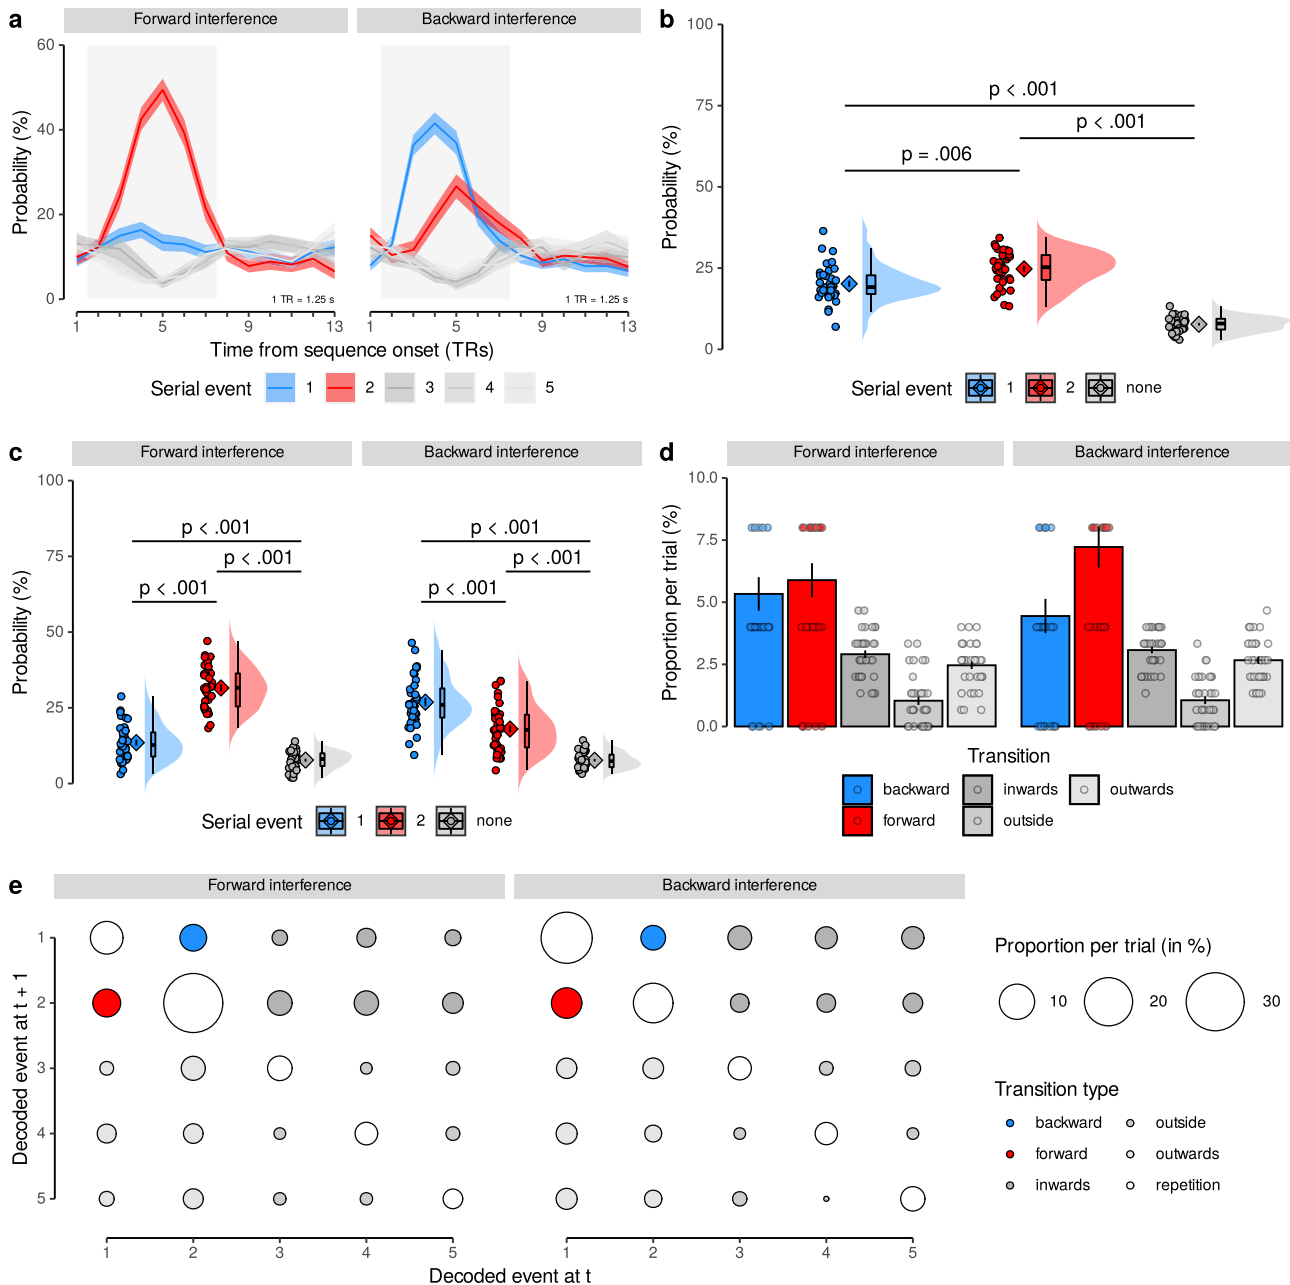 a
Forward interference
Backward interference
60
40
20
0
Probability (%)
1 TR = 1.25 s
1 TR = 1.25 s
1 5 9 13
1 5 9 13
Time from sequence onset (TRs)
Serial event 1 2 3 4 5
b
100
75
50
25
0
Probability (%)
p < .001
p < .001
p = .006
Serial event 1 2 none
c
Forward interference
Backward interference
100
75
50
25
0
Probability (%)
p < .001
p < .001
p < .001
p < .001
p < .001
p < .001
Serial event 1 2 none
d
Forward interference
Backward interference
10.0
7.5
5.0
2.5
0.0
Proportion per trial (%)
Transition
backward inwards outwards
forward outside
e
Forward interference
Backward interference
1
2
3
4
5
Decoded event at t + 1
1 2 3 4 5
1 2 3 4 5
Decoded event at t
Proportion per trial (in %)
10 20 30
Transition type
backward outside
forward outwards
inwards repetition